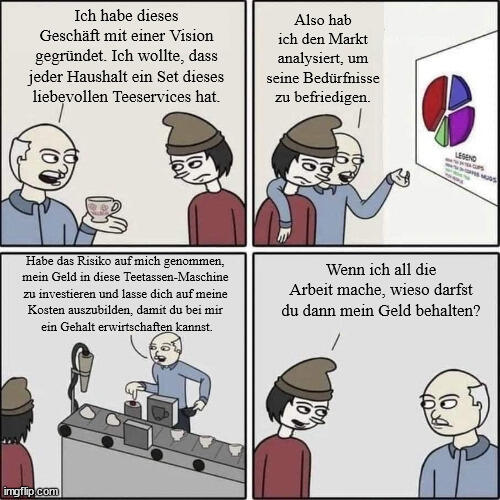 Ich habe dieses
Geschäft mit einer Vision
gegründet. Ich wollte, dass
jeder Haushalt ein Set dieses
liebevollen Teeservices hat.
Also hab
ich den Markt
analysiert, um
seine Bedürfnisse
zu befriedigen.
LEGEND
Habe das Risiko auf mich genommen,
mein Geld in diese Teetassen-Maschine
zu investieren und lasse dich auf meine
Kosten auszubilden, damit du bei mir
ein Gehalt erwirtschaften kannst.
Wenn ich all die
Arbeit mache, wieso darfst
du dann mein Geld behalten?
imgflip.com